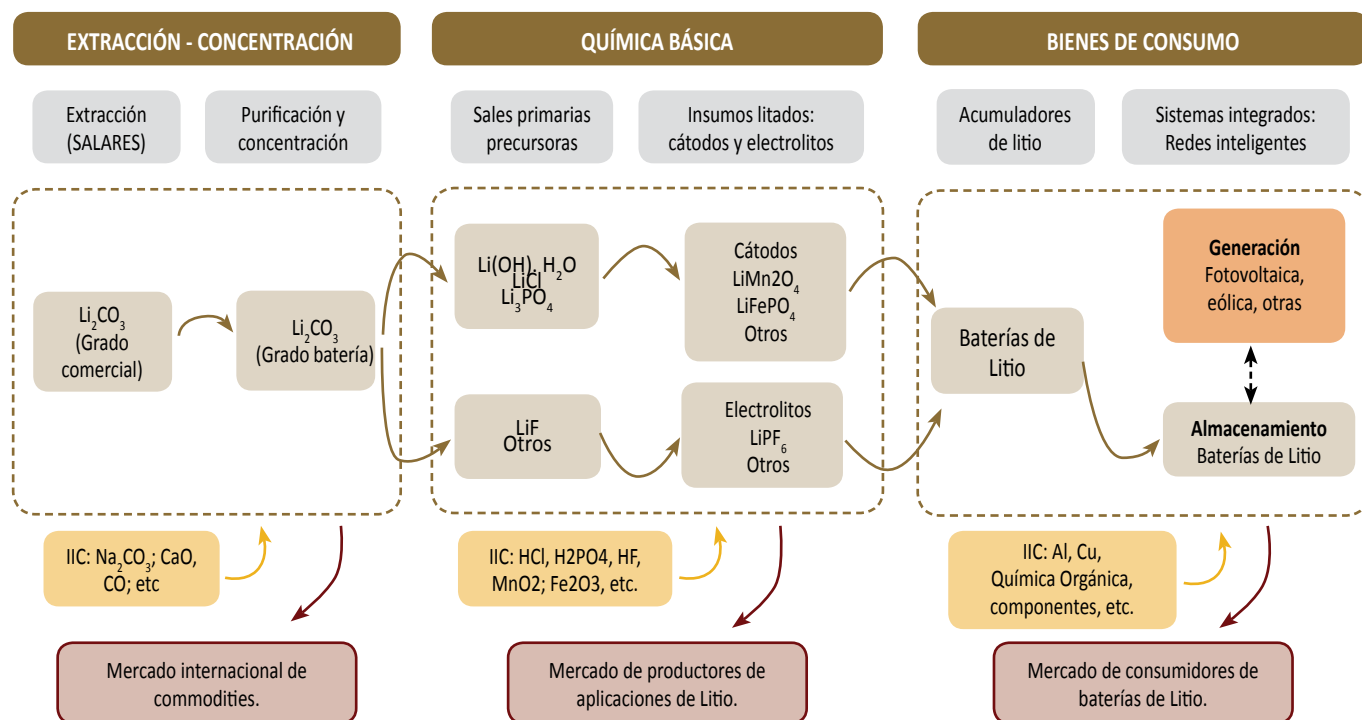 EXTRACCIÓN - CONCENTRACIÓN
QUÍMICA BÁSICA
BIENES DE CONSUMO
Extracción
(SALARES)
Purificación y
concentración
Sales primarias
precursoras
Insumos litados:
cátodos y electrolitos
Acumuladores
de litio
Sistemas integrados:
Redes inteligentes
Li₂CO₃
(Grado
comercial)
Li₂CO₃
(Grado batería)
Li(OH). H₂O
LiCl
Li₃PO₄
Cátodos
LiMn2O₄
LiFePO₄
Otros
LiF
Otros
Electrolitos
LiPF₆
Otros
Baterías de
Litio
Generación
Fotovoltaica,
eólica, otras
Almacenamiento
Baterías de Litio
IIC: Na₂CO₃; CaO,
CO; etc
IIC: HCl, H2PO4, HF,
MnO2; Fe2O3, etc.
IIC: Al, Cu,
Química Orgánica,
componentes, etc.
Mercado internacional de
commodities.
Mercado de productores de
aplicaciones de Litio.
Mercado de consumidores de
baterías de Litio.